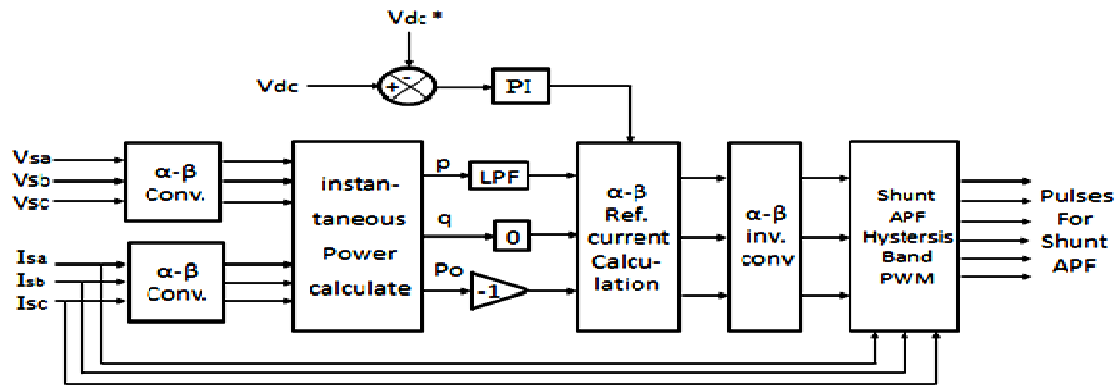 Vdc *
Vdc
+ -
PI
Vsa
Vsb
Vsc
α-β
Conv.
Isa
Isb
Isc
α-β
Conv.
instan-
taneous
Power
calculate
p
LPF
q
0
Po
-1
α-β
Ref.
current
Calcu-
lation
α-β
inv.
conv
Shunt
APF
Hystersis
Band
PWM
Pulses
For
Shunt
APF